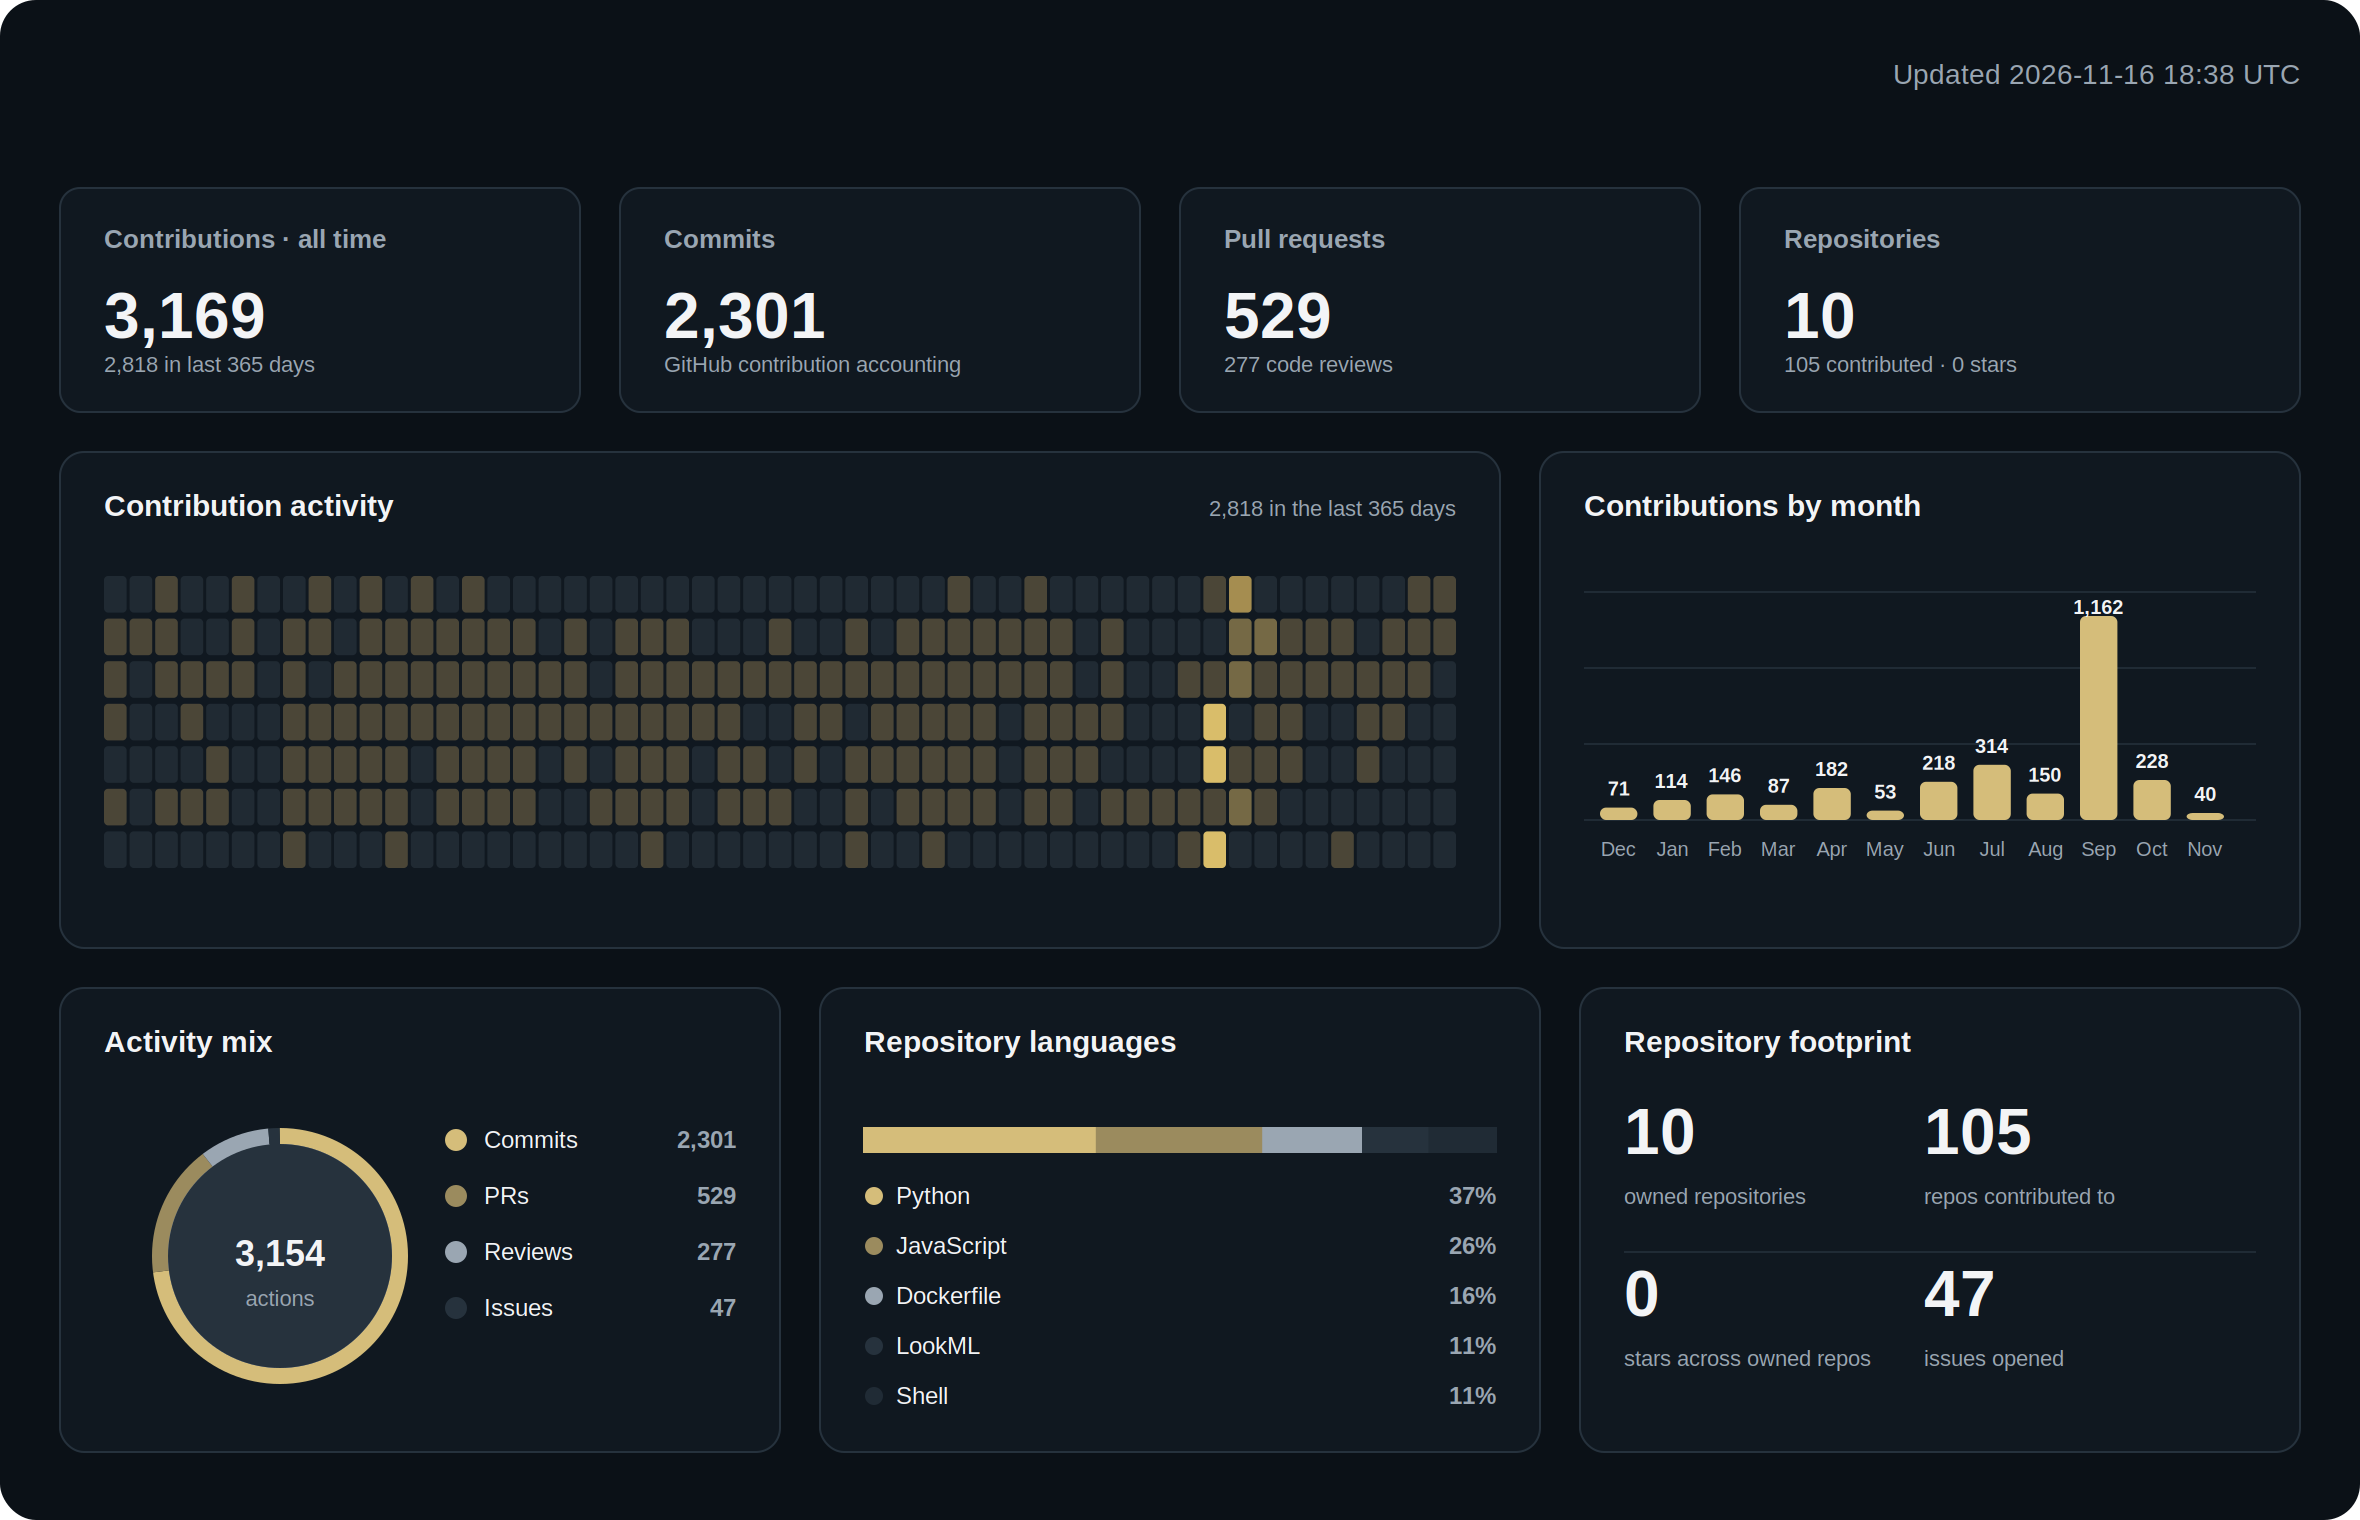 Updated 2026-11-16 18:38 UTC
Contributions · all time
3,169
2,818 in last 365 days
Commits
2,301
GitHub contribution accounting
Pull requests
529
277 code reviews
Repositories
10
105 contributed · 0 stars
Contribution activity
2,818 in the last 365 days
Contributions by month
1,162
71 114 146 87 182 53 218 314 150 228 40
Dec Jan Feb Mar Apr May Jun Jul Aug Sep Oct Nov
Activity mix
3,154
actions
Commits 2,301
PRs 529
Reviews 277
Issues 47
Repository languages
Python 37%
JavaScript 26%
Dockerfile 16%
LookML 11%
Shell 11%
Repository footprint
10
owned repositories
105
repos contributed to
0
stars across owned repos
47
issues opened